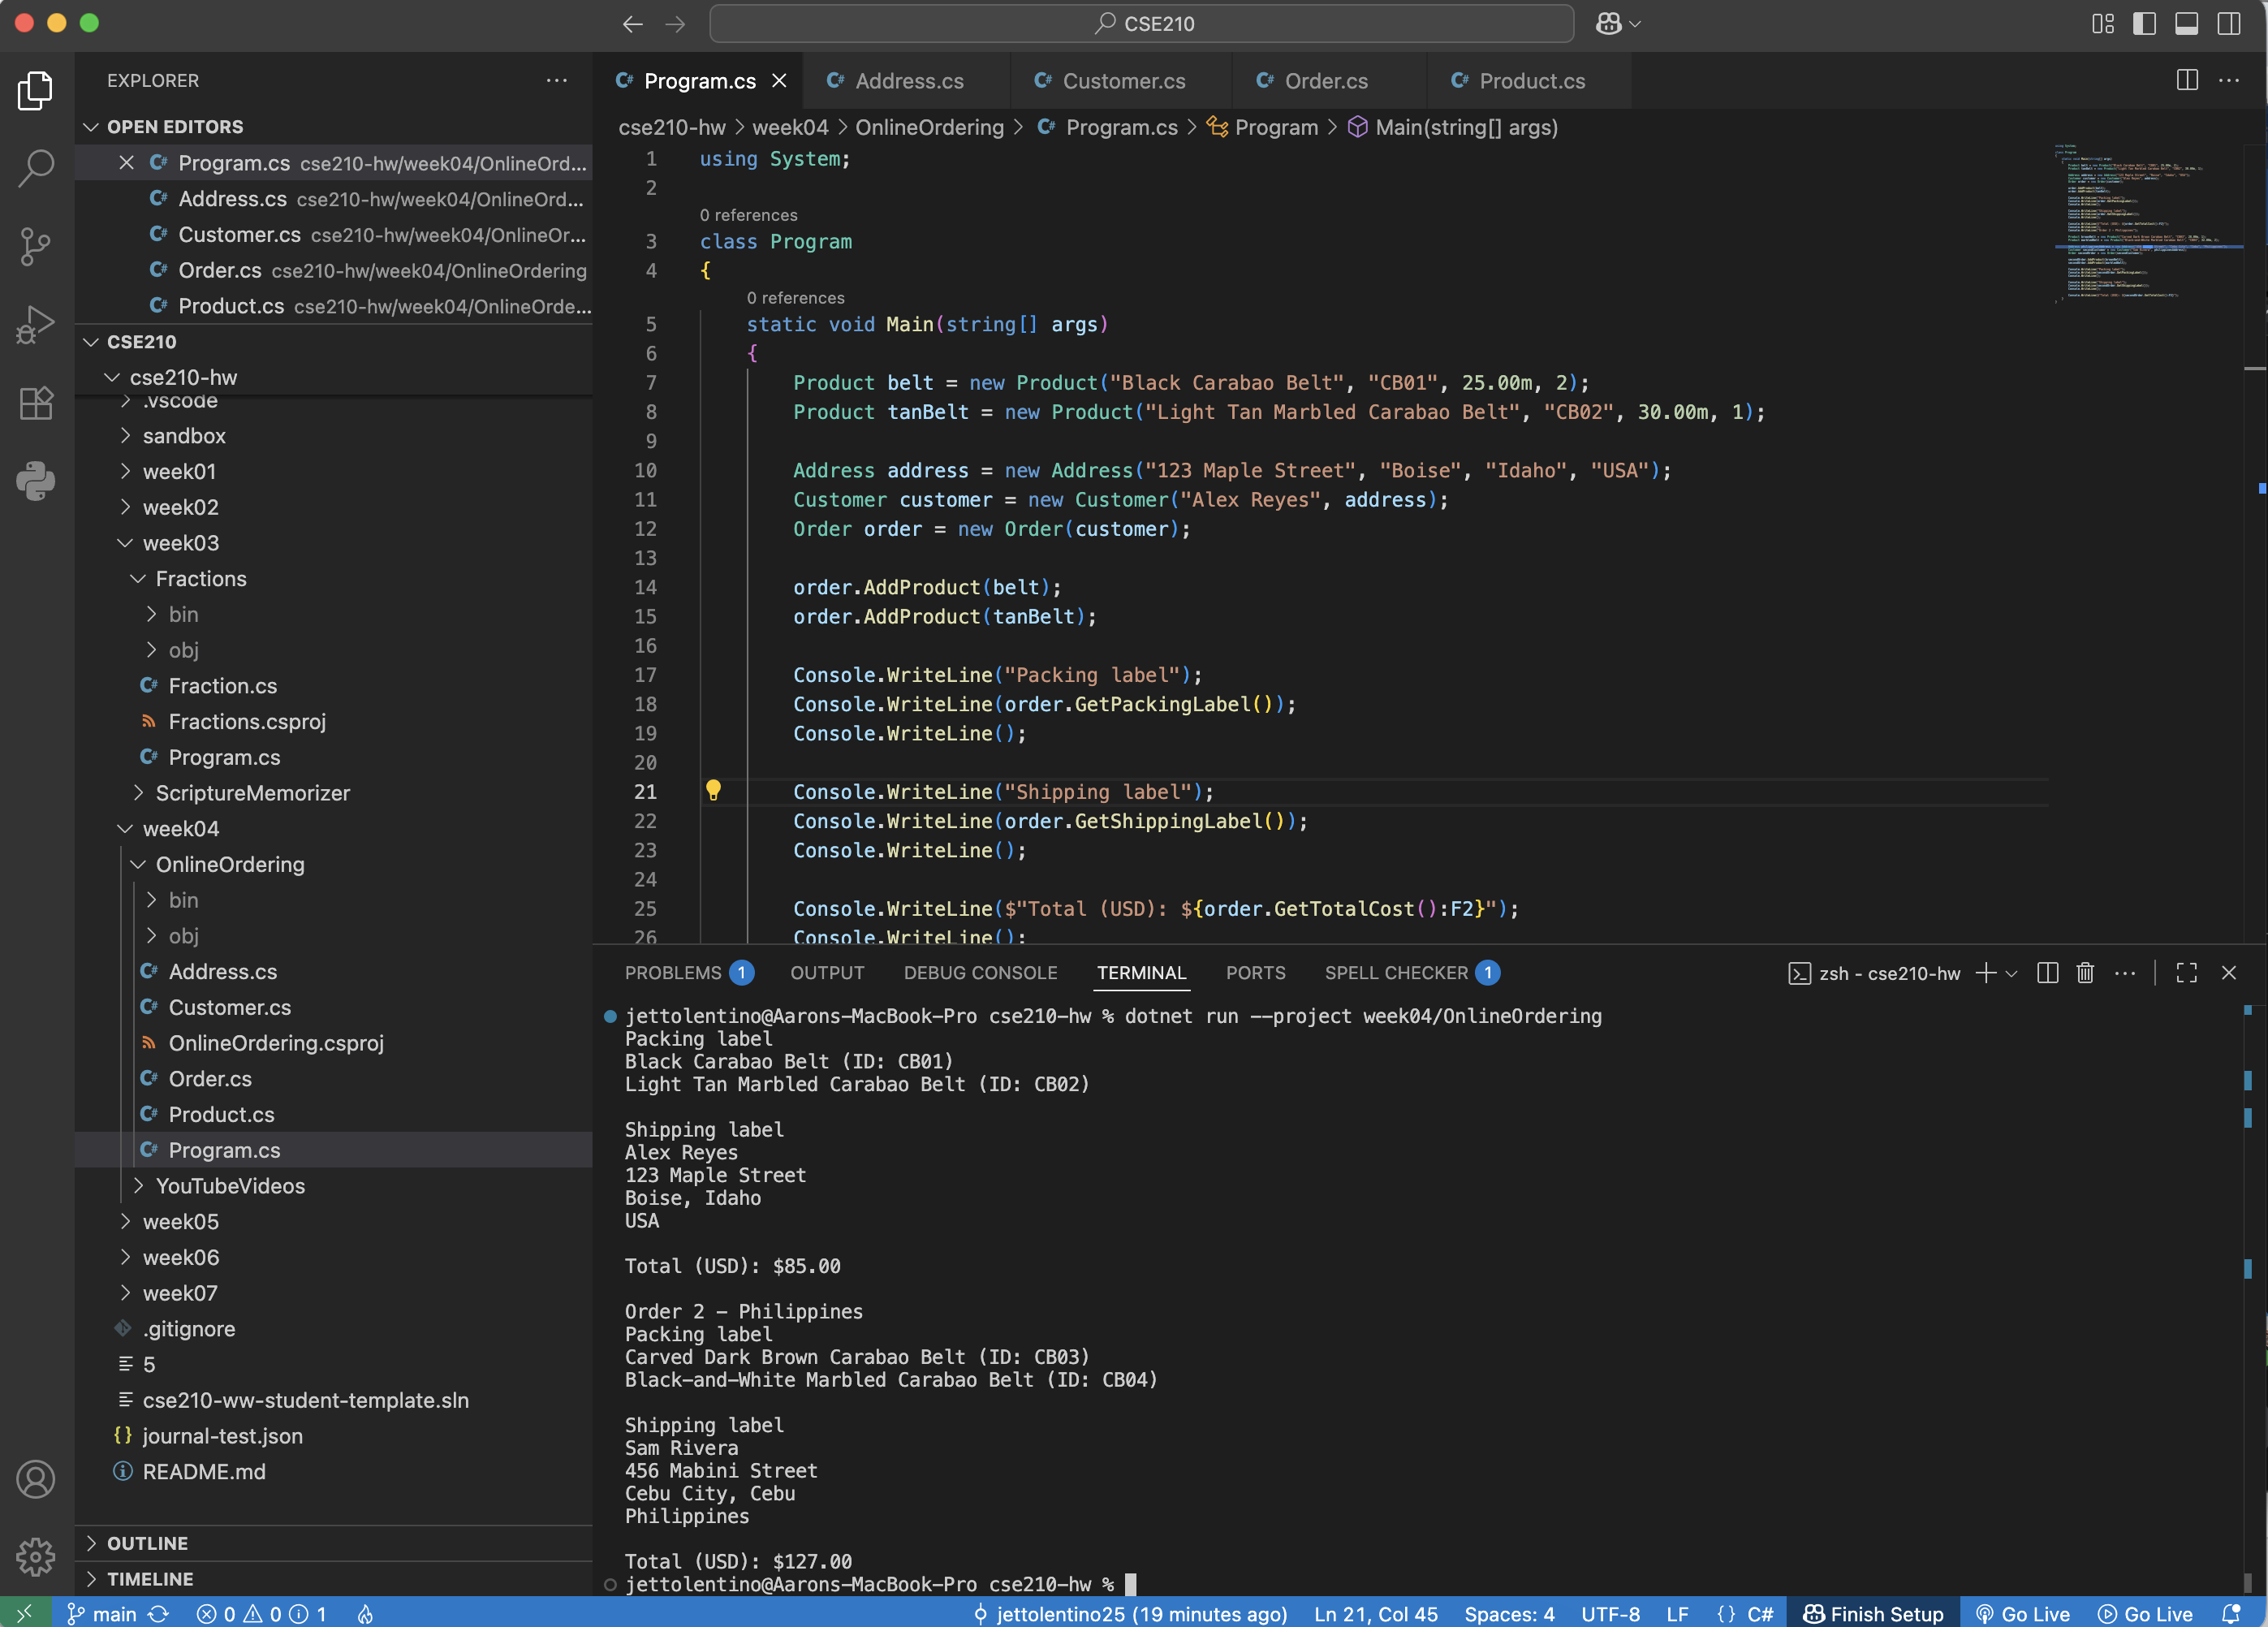 CSE210
EXPLORER
OPEN EDITORS
Program.cs cse210-hw/week04/OnlineOrd...
Address.cs cse210-hw/week04/OnlineOrd...
Customer.cs cse210-hw/week04/OnlineOr...
Order.cs cse210-hw/week04/OnlineOrdering
Product.cs cse210-hw/week04/OnlineOrde...
CSE210
cse210-hw
.vscode
sandbox
week01
week02
week03
Fractions
bin
obj
Fraction.cs
Fractions.csproj
Program.cs
ScriptureMemorizer
week04
OnlineOrdering
bin
obj
Address.cs
Customer.cs
OnlineOrdering.csproj
Order.cs
Product.cs
Program.cs
YouTubeVideos
week05
week06
week07
.gitignore
5
cse210-ww-student-template.sln
journal-test.json
README.md
OUTLINE
TIMELINE
Program.cs Address.cs Customer.cs Order.cs Product.cs
cse210-hw > week04 > OnlineOrdering > Program.cs > Program > Main(string[] args)
1 using System;
2
0 references
3 class Program
4 {
0 references
5 static void Main(string[] args)
6 {
7 Product belt = new Product("Black Carabao Belt", "CB01", 25.00m, 2);
8 Product tanBelt = new Product("Light Tan Marbled Carabao Belt", "CB02", 30.00m, 1);
9
10 Address address = new Address("123 Maple Street", "Boise", "Idaho", "USA");
11 Customer customer = new Customer("Alex Reyes", address);
12 Order order = new Order(customer);
13
14 order.AddProduct(belt);
15 order.AddProduct(tanBelt);
16
17 Console.WriteLine("Packing label");
18 Console.WriteLine(order.GetPackingLabel());
19 Console.WriteLine();
20
21 Console.WriteLine("Shipping label");
22 Console.WriteLine(order.GetShippingLabel());
23 Console.WriteLine();
24
25 Console.WriteLine($"Total (USD): ${order.GetTotalCost():F2}");
26 Console.WriteLine();
PROBLEMS 1 OUTPUT DEBUG CONSOLE TERMINAL PORTS SPELL CHECKER 1 zsh - cse210-hw
jettolentino@Aarons-MacBook-Pro cse210-hw % dotnet run --project week04/OnlineOrdering
Packing label
Black Carabao Belt (ID: CB01)
Light Tan Marbled Carabao Belt (ID: CB02)
Shipping label
Alex Reyes
123 Maple Street
Boise, Idaho
USA
Total (USD): $85.00
Order 2 - Philippines
Packing label
Carved Dark Brown Carabao Belt (ID: CB03)
Black-and-White Marbled Carabao Belt (ID: CB04)
Shipping label
Sam Rivera
456 Mabini Street
Cebu City, Cebu
Philippines
Total (USD): $127.00
jettolentino@Aarons-MacBook-Pro cse210-hw %
main 0 0 1 jettolentino25 (19 minutes ago) Ln 21, Col 45 Spaces: 4 UTF-8 LF {} C# Finish Setup Go Live Go Live